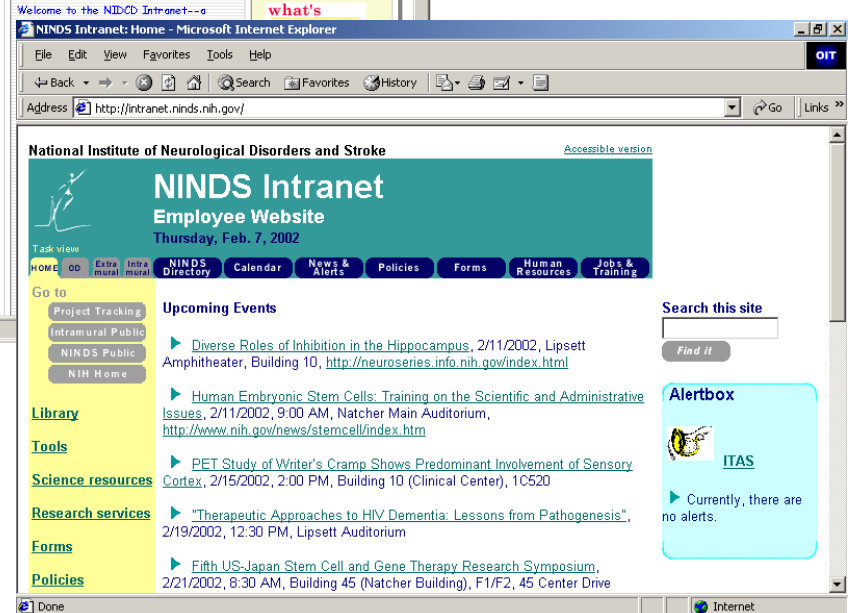 Welcome to the NIDCD Intranet--a
what's
NINDS Intranet: Home - Microsoft Internet Explorer
File Edit View Favorites Tools Help
OIT
Back Search Favorites History
Address http://intranet.ninds.nih.gov/ Go Links »
National Institute of Neurological Disorders and Stroke Accessible version
NINDS Intranet
Employee Website
Thursday, Feb. 7, 2002
Task view
HOME OD Extra mural Intra mural NINDS Directory Calendar News & Alerts Policies Forms Human Resources Jobs & Training
Go to
Project Tracking
Intramural Public
NINDS Public
NIH Home
Library
Tools
Science resources
Research services
Forms
Policies
Upcoming Events
Diverse Roles of Inhibition in the Hippocampus, 2/11/2002, Lipsett
Amphitheater, Building 10, http://neuroseries.info.nih.gov/index.html
Human Embryonic Stem Cells: Training on the Scientific and Administrative
Issues, 2/11/2002, 9:00 AM, Natcher Main Auditorium,
http://www.nih.gov/news/stemcell/index.htm
PET Study of Writer's Cramp Shows Predominant Involvement of Sensory
Cortex, 2/15/2002, 2:00 PM, Building 10 (Clinical Center), 1C520
"Therapeutic Approaches to HIV Dementia: Lessons from Pathogenesis",
2/19/2002, 12:30 PM, Lipsett Auditorium
Fifth US-Japan Stem Cell and Gene Therapy Research Symposium,
2/21/2002, 8:30 AM, Building 45 (Natcher Building), F1/F2, 45 Center Drive
Search this site
Find it
Alertbox
ITAS
Currently, there are
no alerts.
Done Internet